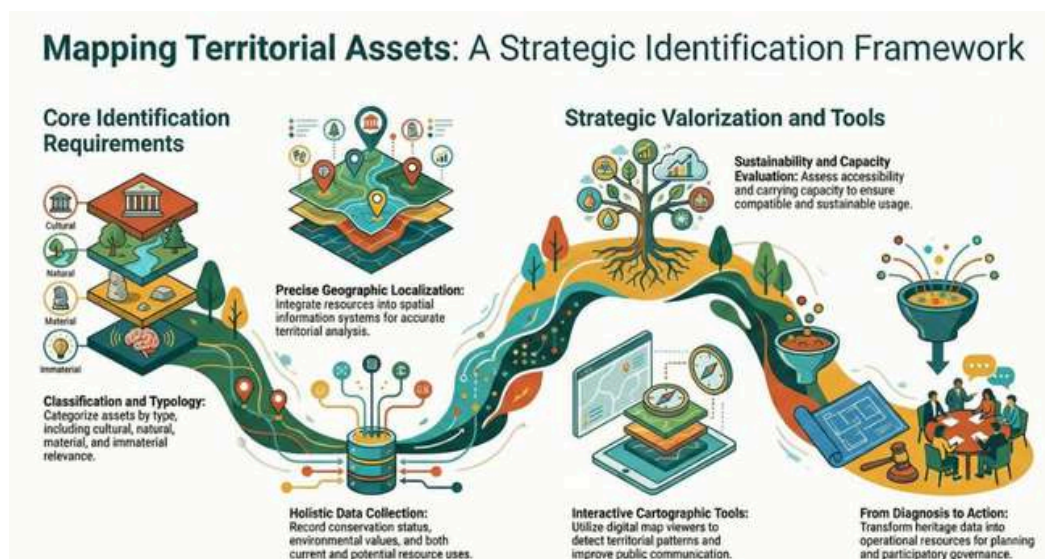 Mapping Territorial Assets: A Strategic Identification Framework
Core Identification
Requirements
Cultural
Natural
Material
Immaterial
Classification and Typology:
Categorize assets by type,
including cultural, natural,
material, and immaterial
relevance.
Precise Geographic Localization:
Integrate resources into spatial
information systems for accurate
territorial analysis.
Holistic Data Collection:
Record conservation status,
environmental values, and both
current and potential resource uses.
Strategic Valorization and Tools
Sustainability and Capacity
Evaluation: Assess accessibility
and carrying capacity to ensure
compatible and sustainable usage.
Interactive Cartographic Tools:
Utilize digital map viewers to
detect territorial patterns and
improve public communication.
From Diagnosis to Action:
Transform heritage data into
operational resources for planning
and participatory governance.